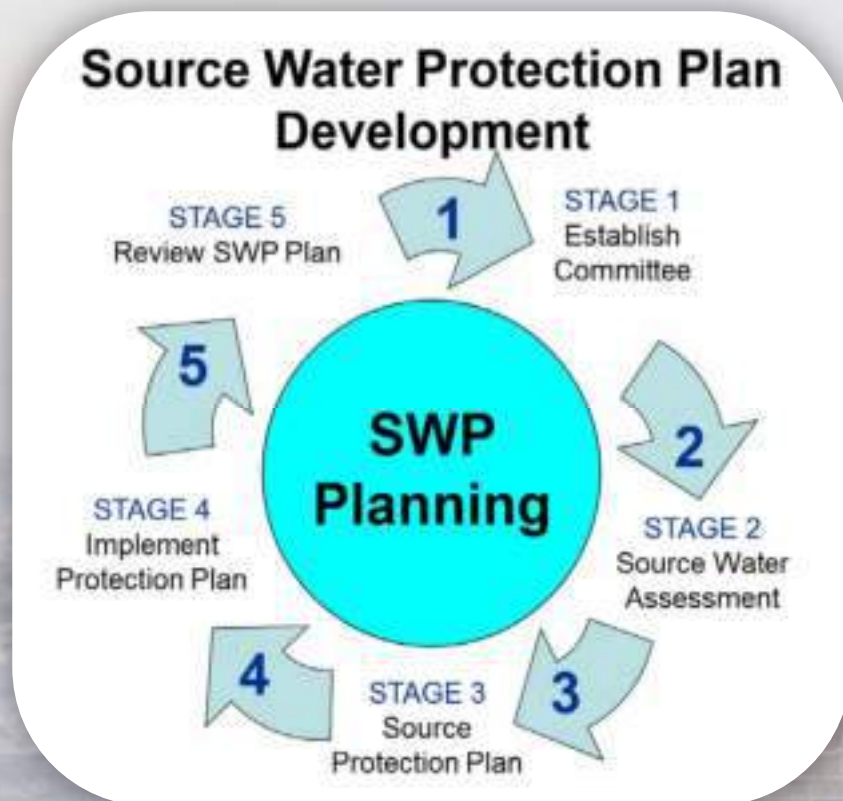 Source Water Protection Plan
Development
1
STAGE 1
Establish
Committee
2
STAGE 2
Source Water
Assessment
3
STAGE 3
Source
Protection Plan
4
STAGE 4
Implement
Protection Plan
5
STAGE 5
Review SWP Plan
SWP
Planning